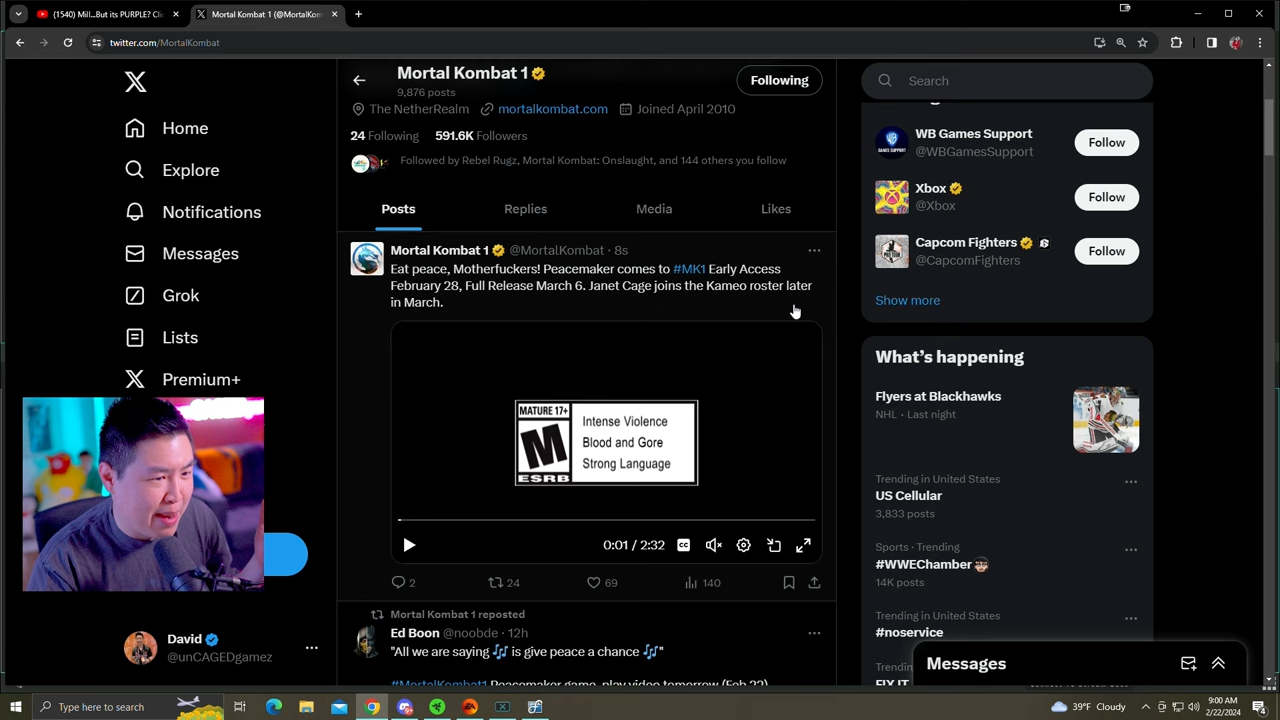 (1540) Mill...But its PURPLE? Cli
Mortal Kombat 1 (@MortalKom
twitter.com/MortalKombat
X
Home
Explore
Notifications
Messages
Grok
Lists
Premium+
David
@unCAGEDgamez
Mortal Kombat 1
9,876 posts
Following
The NetherRealm mortalkombat.com Joined April 2010
24 Following 591.6K Followers
Followed by Rebel Rugz, Mortal Kombat: Onslaught, and 144 others you follow
Posts Replies Media Likes
Mortal Kombat 1 @MortalKombat · 8s
Eat peace, Motherfuckers! Peacemaker comes to #MK1 Early Access
February 28, Full Release March 6. Janet Cage joins the Kameo roster later
in March.
MATURE 17+
M
ESRB
Intense Violence
Blood and Gore
Strong Language
0:01 / 2:32
CC
2 24 69 140
Mortal Kombat 1 reposted
Ed Boon @noobde · 12h
"All we are saying 🎶 is give peace a chance 🎶"
#MortalKombat1 Peacemaker game-play video tomorrow (Feb 22)
Search
WB Games Support
@WBGamesSupport
Follow
Xbox
@Xbox
Follow
Capcom Fighters
@CapcomFighters
Follow
Show more
What's happening
Flyers at Blackhawks
NHL · Last night
Trending in United States
US Cellular
3,833 posts
Sports · Trending
#WWEChamber
14K posts
Trending in United States
#noservice
Trending
FIX IT
Messages
Type here to search
39°F Cloudy
9:00 AM
2/22/2024